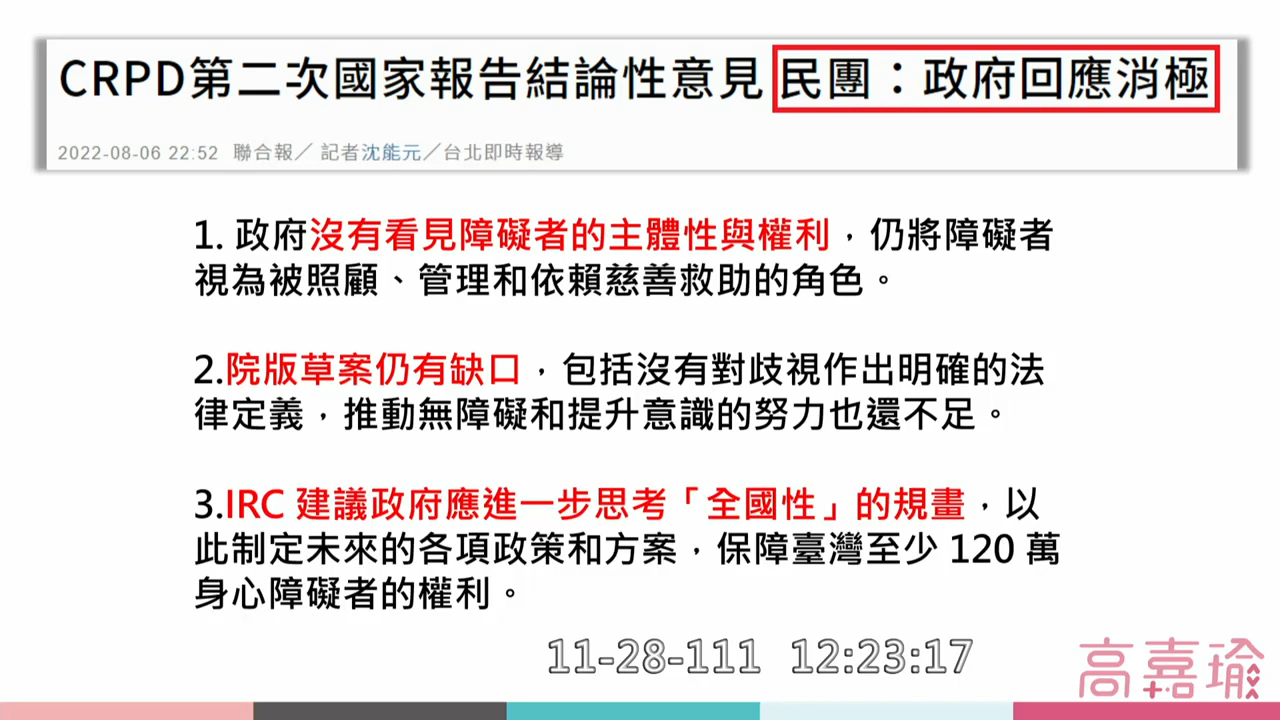 CRPD第二次國家報告結論性意見 民團：政府回應消極
2022-08-06 22:52 聯合報／ 記者沈能元／台北即時報導
1. 政府沒有看見障礙者的主體性與權利，仍將障礙者
視為被照顧、管理和依賴慈善救助的角色。
2.院版草案仍有缺口，包括沒有對歧視作出明確的法
律定義，推動無障礙和提升意識的努力也還不足。
3.IRC 建議政府應進一步思考「全國性」的規畫，以
此制定未來的各項政策和方案，保障臺灣至少 120 萬
身心障礙者的權利。
11-28-111 12:23:17
高嘉瑜